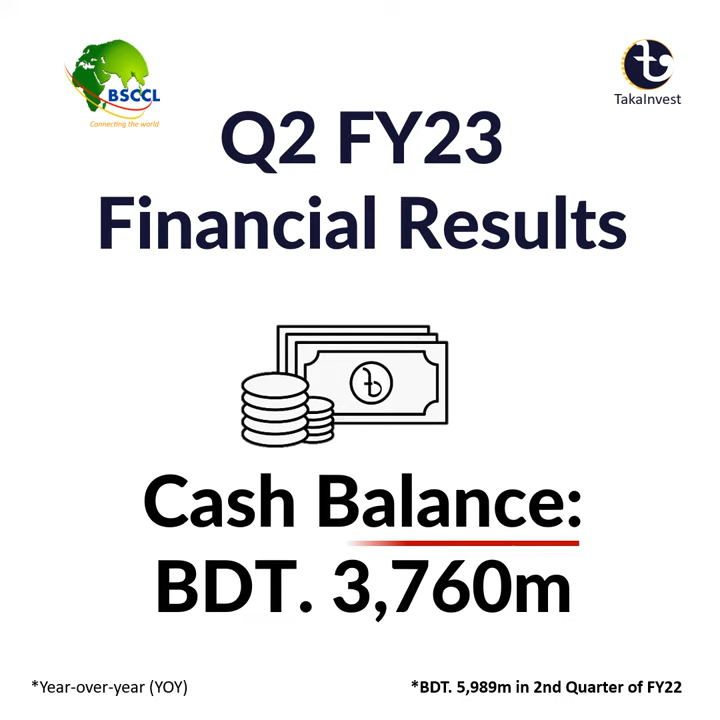 BSCCL
Connecting the world
TakaInvest
Q2 FY23
Financial Results
Cash Balance:
BDT. 3,760m
*Year-over-year (YOY)
*BDT. 5,989m in 2nd Quarter of FY22